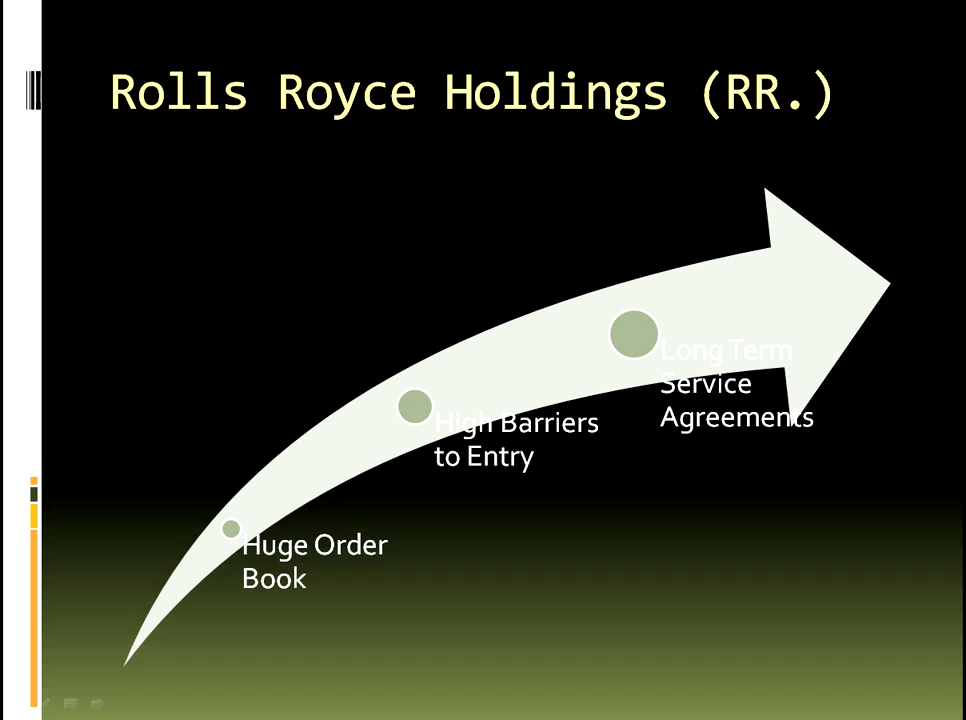 Rolls Royce Holdings (RR.)
Long Term
Service
Agreements
High Barriers
to Entry
Huge Order
Book